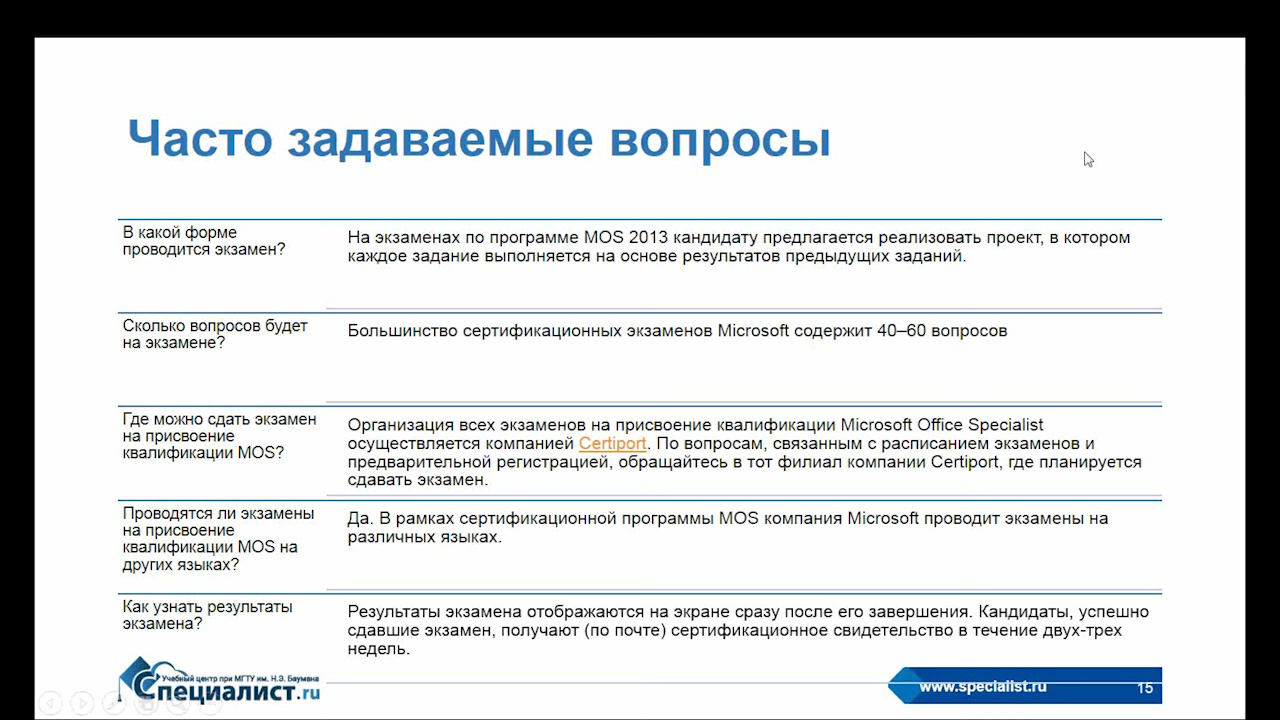 Часто задаваемые вопросы
В какой форме
проводится экзамен?
На экзаменах по программе MOS 2013 кандидату предлагается реализовать проект, в котором
каждое задание выполняется на основе результатов предыдущих заданий.
Сколько вопросов будет
на экзамене?
Большинство сертификационных экзаменов Microsoft содержит 40–60 вопросов
Где можно сдать экзамен
на присвоение
квалификации MOS?
Организация всех экзаменов на присвоение квалификации Microsoft Office Specialist
осуществляется компанией Certiport. По вопросам, связанным с расписанием экзаменов и
предварительной регистрацией, обращайтесь в тот филиал компании Certiport, где планируется
сдавать экзамен.
Проводятся ли экзамены
на присвоение
квалификации MOS на
других языках?
Да. В рамках сертификационной программы MOS компания Microsoft проводит экзамены на
различных языках.
Как узнать результаты
экзамена?
Результаты экзамена отображаются на экране сразу после его завершения. Кандидаты, успешно
сдавшие экзамен, получают (по почте) сертификационное свидетельство в течение двух-трех
недель.
Учебный центр при МГТУ им. Н.Э. Баумана
Специалист.ru
www.specialist.ru
15